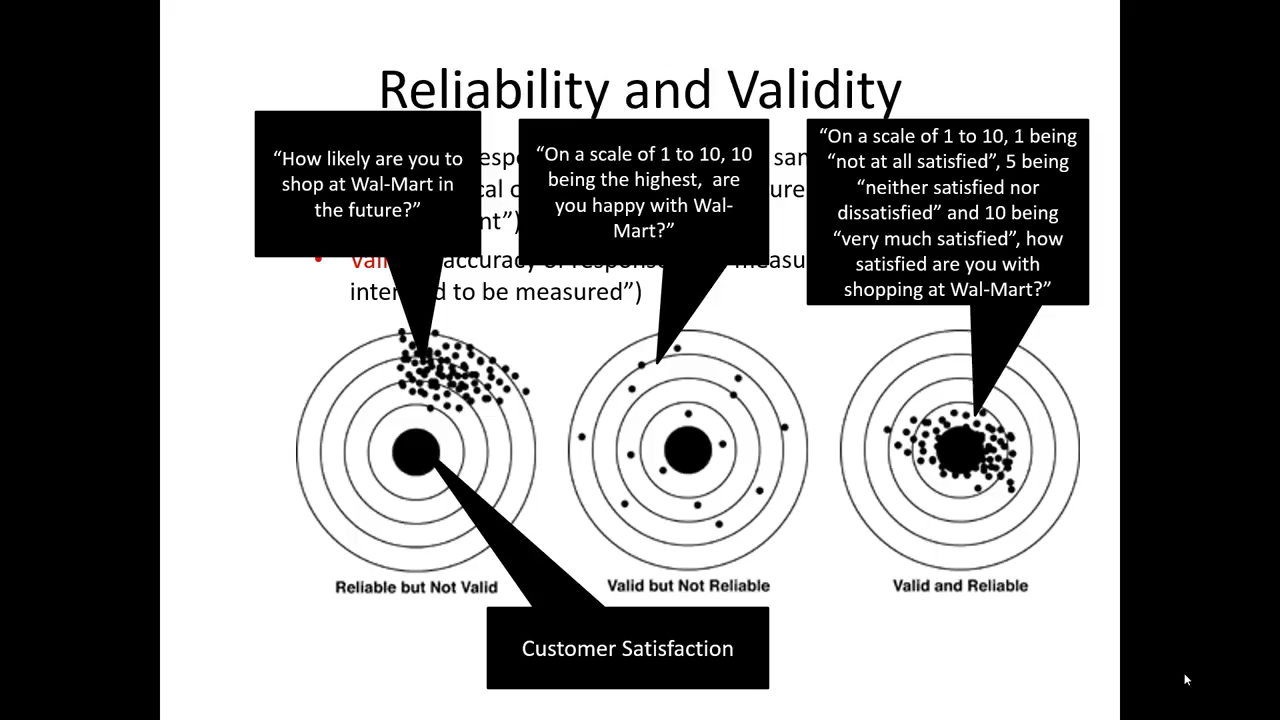 Reliability and Validity
“How likely are you to
shop at Wal-Mart in
the future?”
“On a scale of 1 to 10, 10
being the highest, are
you happy with Wal-
Mart?”
“On a scale of 1 to 10, 1 being
“not at all satisfied”, 5 being
“neither satisfied nor
dissatisfied” and 10 being
“very much satisfied”, how
satisfied are you with
shopping at Wal-Mart?”
to be measured”)
Reliable but Not Valid
Valid but Not Reliable
Valid and Reliable
Customer Satisfaction